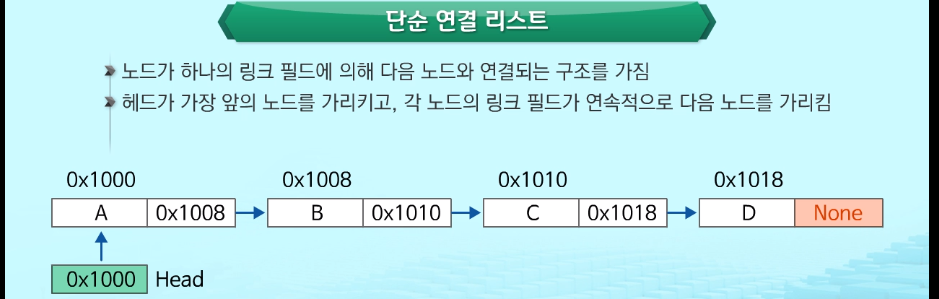 단순 연결 리스트
노드가 하나의 링크 필드에 의해 다음 노드와 연결되는 구조를 가짐
헤드가 가장 앞의 노드를 가리키고, 각 노드의 링크 필드가 연속적으로 다음 노드를 가리킴
0x1000 0x1008 0x1010 0x1018
A 0x1008 B 0x1010 C 0x1018 D None
0x1000 Head